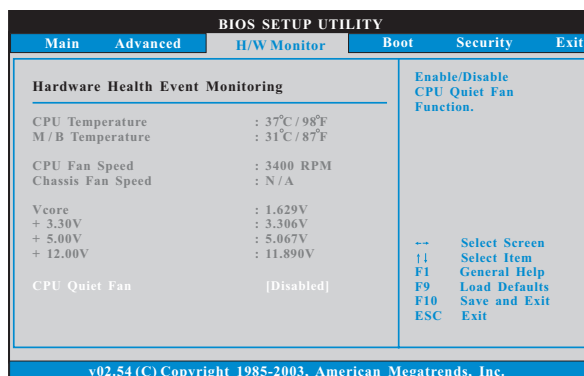 BIOS SETUP UTILITY
Main Advanced H/W Monitor Boot Security Exit
Hardware Health Event Monitoring
CPU Temperature : 37°C / 98°F
M / B Temperature : 31°C / 87°F
CPU Fan Speed : 3400 RPM
Chassis Fan Speed : N / A
Vcore : 1.629V
+ 3.30V : 3.306V
+ 5.00V : 5.067V
+ 12.00V : 11.890V
CPU Quiet Fan [Disabled]
Enable/Disable
CPU Quiet Fan
Function.
←→ Select Screen
↑↓ Select Item
F1 General Help
F9 Load Defaults
F10 Save and Exit
ESC Exit
v02.54 (C) Copyright 1985-2003, American Megatrends, Inc.